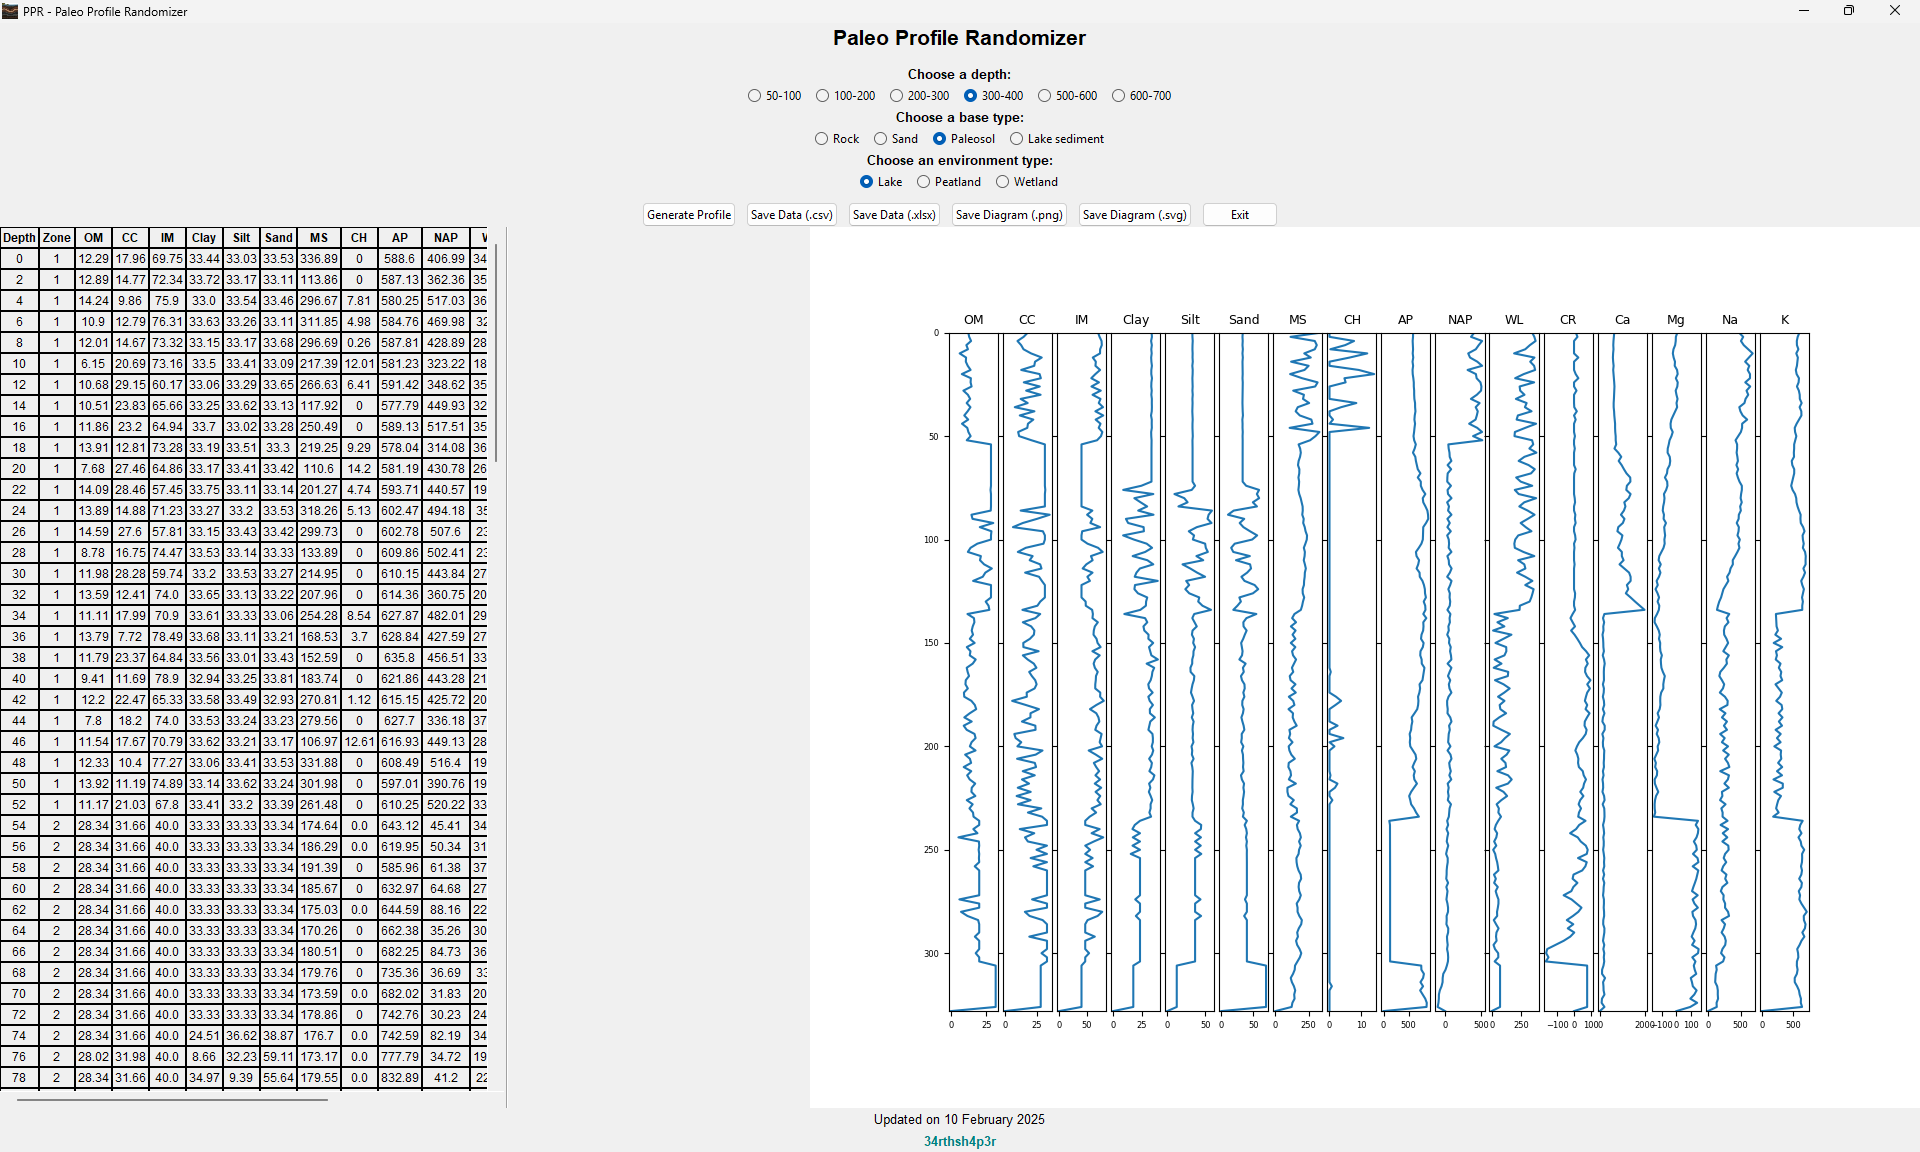 PPR - Paleo Profile Randomizer
Paleo Profile Randomizer
Choose a depth:
50-100 100-200 200-300 300-400 500-600 600-700
Choose a base type:
Rock Sand Paleosol Lake sediment
Choose an environment type:
Lake Peatland Wetland
Generate Profile Save Data (.csv) Save Data (.xlsx) Save Diagram (.png) Save Diagram (.svg) Exit
Depth Zone OM CC IM Clay Silt Sand MS CH AP NAP
0 1 12.29 17.96 69.75 33.44 33.03 33.53 336.89 0 588.6 406.99 34
2 1 12.89 14.77 72.34 33.72 33.17 33.11 113.86 0 587.13 362.36 35
4 1 14.24 9.86 75.9 33.0 33.54 33.46 296.67 7.81 580.25 517.03 36
6 1 10.9 12.79 76.31 33.63 33.26 33.11 311.85 4.98 584.76 469.98 32
8 1 12.01 14.67 73.32 33.15 33.17 33.68 296.69 0.26 587.81 428.89 28
10 1 6.15 20.69 73.16 33.5 33.41 33.09 217.39 12.01 581.23 323.22 18
12 1 10.68 29.15 60.17 33.06 33.29 33.65 266.63 6.41 591.42 348.62 35
14 1 10.51 23.83 65.66 33.25 33.62 33.13 117.92 0 577.79 449.93 32
16 1 11.86 23.2 64.94 33.7 33.02 33.28 250.49 0 589.13 517.51 35
18 1 13.91 12.81 73.28 33.19 33.51 33.3 219.25 9.29 578.04 314.08 36
20 1 7.68 27.46 64.86 33.17 33.41 33.42 110.6 14.2 581.19 430.78 26
22 1 14.09 28.46 57.45 33.75 33.11 33.14 201.27 4.74 593.71 440.57 19
24 1 13.89 14.88 71.23 33.27 33.2 33.53 318.26 5.13 602.47 494.18 35
26 1 14.59 27.6 57.81 33.15 33.43 33.42 299.73 0 602.78 507.6 23
28 1 8.78 16.75 74.47 33.53 33.14 33.33 133.89 0 609.86 502.41 23
30 1 11.98 28.28 59.74 33.2 33.53 33.27 214.95 0 610.15 443.84 27
32 1 13.59 12.41 74.0 33.65 33.13 33.22 207.96 0 614.36 360.75 20
34 1 11.11 17.99 70.9 33.61 33.33 33.06 254.28 8.54 627.87 482.01 29
36 1 13.79 7.72 78.49 33.68 33.11 33.21 168.53 3.7 628.84 427.59 27
38 1 11.79 23.37 64.84 33.56 33.01 33.43 152.59 0 635.8 456.51 33
40 1 9.41 11.69 78.9 32.94 33.25 33.81 183.74 0 621.86 443.28 21
42 1 12.2 22.47 65.33 33.58 33.49 32.93 270.81 1.12 615.15 425.72 20
44 1 7.8 18.2 74.0 33.53 33.24 33.23 279.56 0 627.7 336.18 37
46 1 11.54 17.67 70.79 33.62 33.21 33.17 106.97 12.61 616.93 449.13 28
48 1 12.33 10.4 77.27 33.06 33.41 33.53 331.88 0 608.49 516.4 19
50 1 13.92 11.19 74.89 33.14 33.62 33.24 301.98 0 597.01 390.76 19
52 1 11.17 21.03 67.8 33.41 33.2 33.39 261.48 0 610.25 520.22 33
54 2 28.34 31.66 40.0 33.33 33.33 33.34 174.64 0.0 643.12 45.41 34
56 2 28.34 31.66 40.0 33.33 33.33 33.34 186.29 0.0 619.95 50.34 31
58 2 28.34 31.66 40.0 33.33 33.33 33.34 191.39 0 585.96 61.38 37
60 2 28.34 31.66 40.0 33.33 33.33 33.34 185.67 0 632.97 64.68 27
62 2 28.34 31.66 40.0 33.33 33.33 33.34 175.03 0.0 644.59 88.16 22
64 2 28.34 31.66 40.0 33.33 33.33 33.34 170.26 0 662.38 35.26 30
66 2 28.34 31.66 40.0 33.33 33.33 33.34 180.51 0 682.25 84.73 36
68 2 28.34 31.66 40.0 33.33 33.33 33.34 179.76 0 735.36 36.69 33
70 2 28.34 31.66 40.0 33.33 33.33 33.34 173.59 0.0 682.02 31.83 20
72 2 28.34 31.66 40.0 33.33 33.33 33.34 178.86 0 742.76 30.23 24
74 2 28.34 31.66 40.0 24.51 36.62 38.87 176.7 0.0 742.59 82.19 34
76 2 28.02 31.98 40.0 8.66 32.23 59.11 173.17 0.0 777.79 34.72 19
78 2 28.34 31.66 40.0 34.97 9.39 55.64 179.55 0.0 832.89 41.2 22
OM CC IM Clay Silt Sand MS CH AP NAP WL CR Ca Mg Na K
0
50
100
150
200
250
300
0 25 0 25 0 50 0 25 0 50 0 50 0 250 0 10 0 500 0 500 0 250 -100 0 100 0 200 -100 0 100 0 500 0 500
Updated on 10 February 2025
34rthsh4p3r